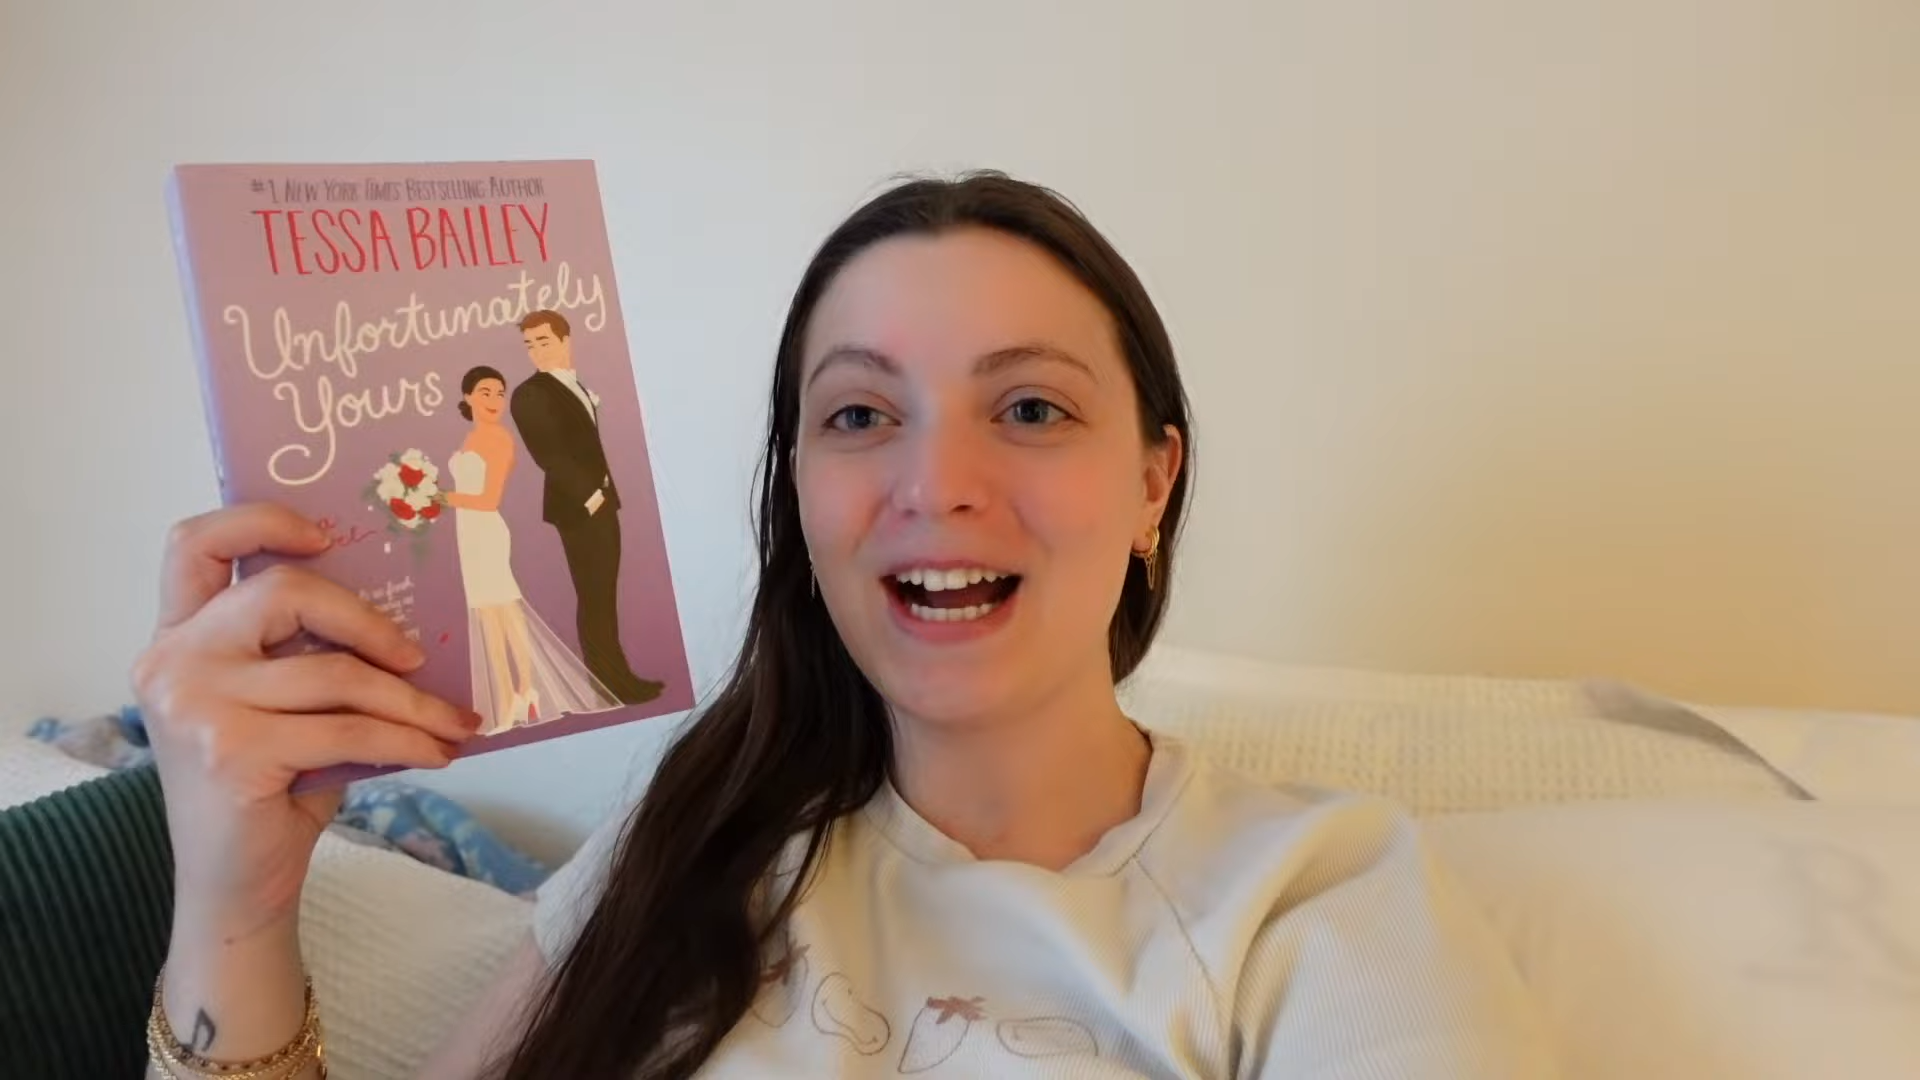 #1 NEW YORK TIMES BESTSELLING AUTHOR
TESSA BAILEY
Unfortunately
Yours
a
R